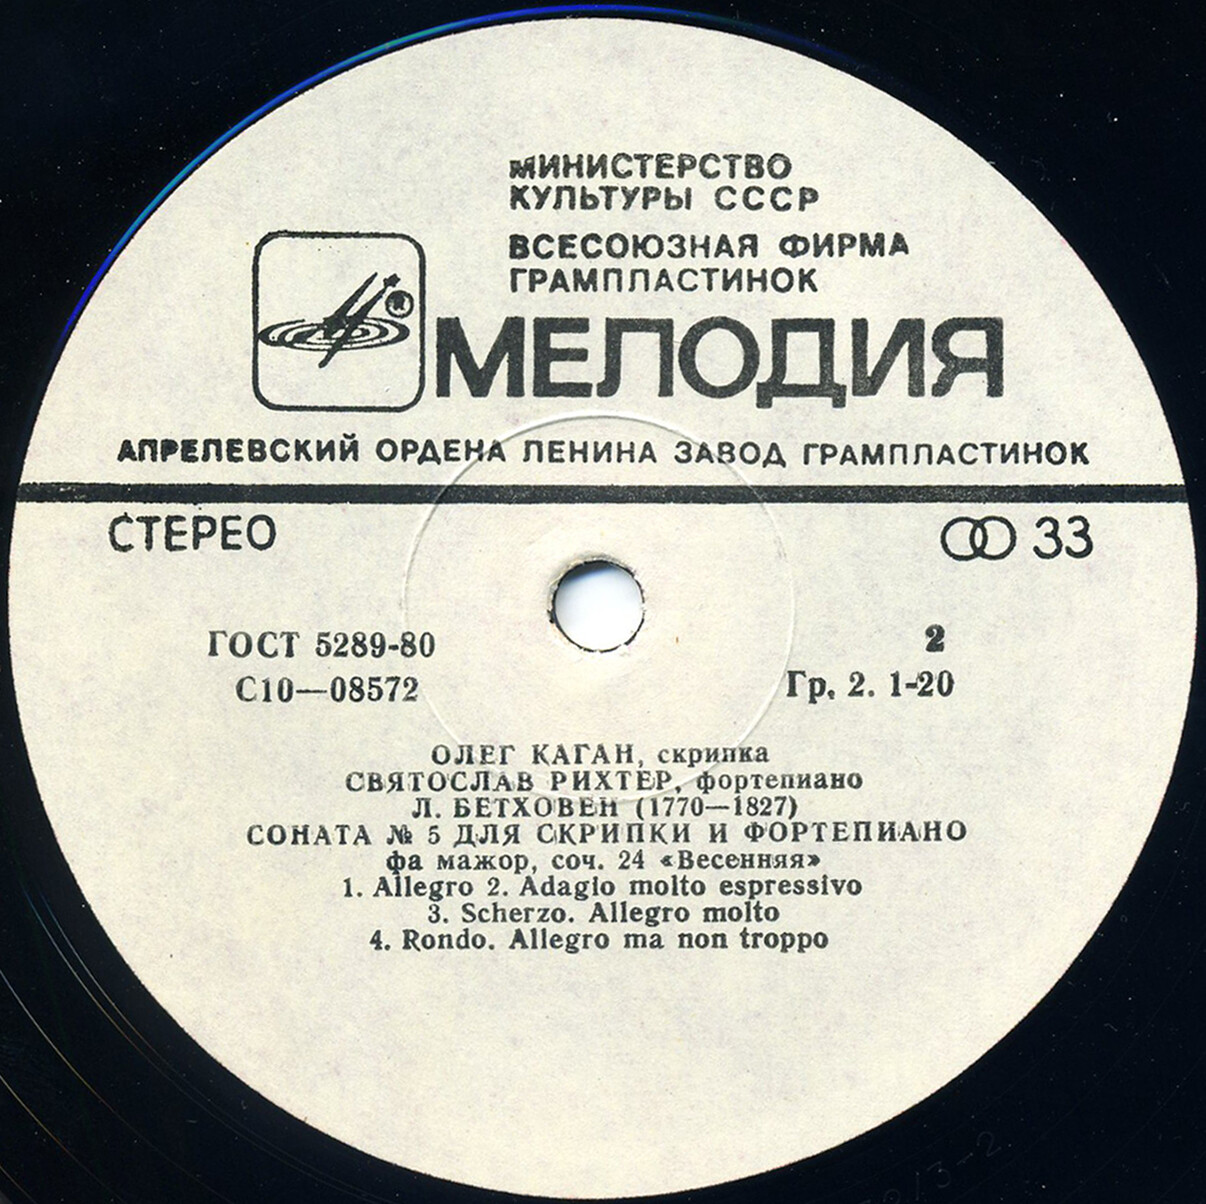 МИНИСТЕРСТВО
КУЛЬТУРЫ СССР
ВСЕСОЮЗНАЯ ФИРМА
ГРАМПЛАСТИНОК
МЕЛОДИЯ
АПРЕЛЕВСКИЙ ОРДЕНА ЛЕНИНА ЗАВОД ГРАМПЛАСТИНОК
СТЕРЕО
33
ГОСТ 5289-80
2
С10—08572
Гр. 2. 1-20
ОЛЕГ КАГАН, скрипка
СВЯТОСЛАВ РИХТЕР, фортепиано
Л. БЕТХОВЕН (1770—1827)
СОНАТА № 5 ДЛЯ СКРИПКИ И ФОРТЕПИАНО
фа мажор, соч. 24 «Весенняя»
1. Allegro 2. Adagio molto espressivo
3. Scherzo. Allegro molto
4. Rondo. Allegro ma non troppo